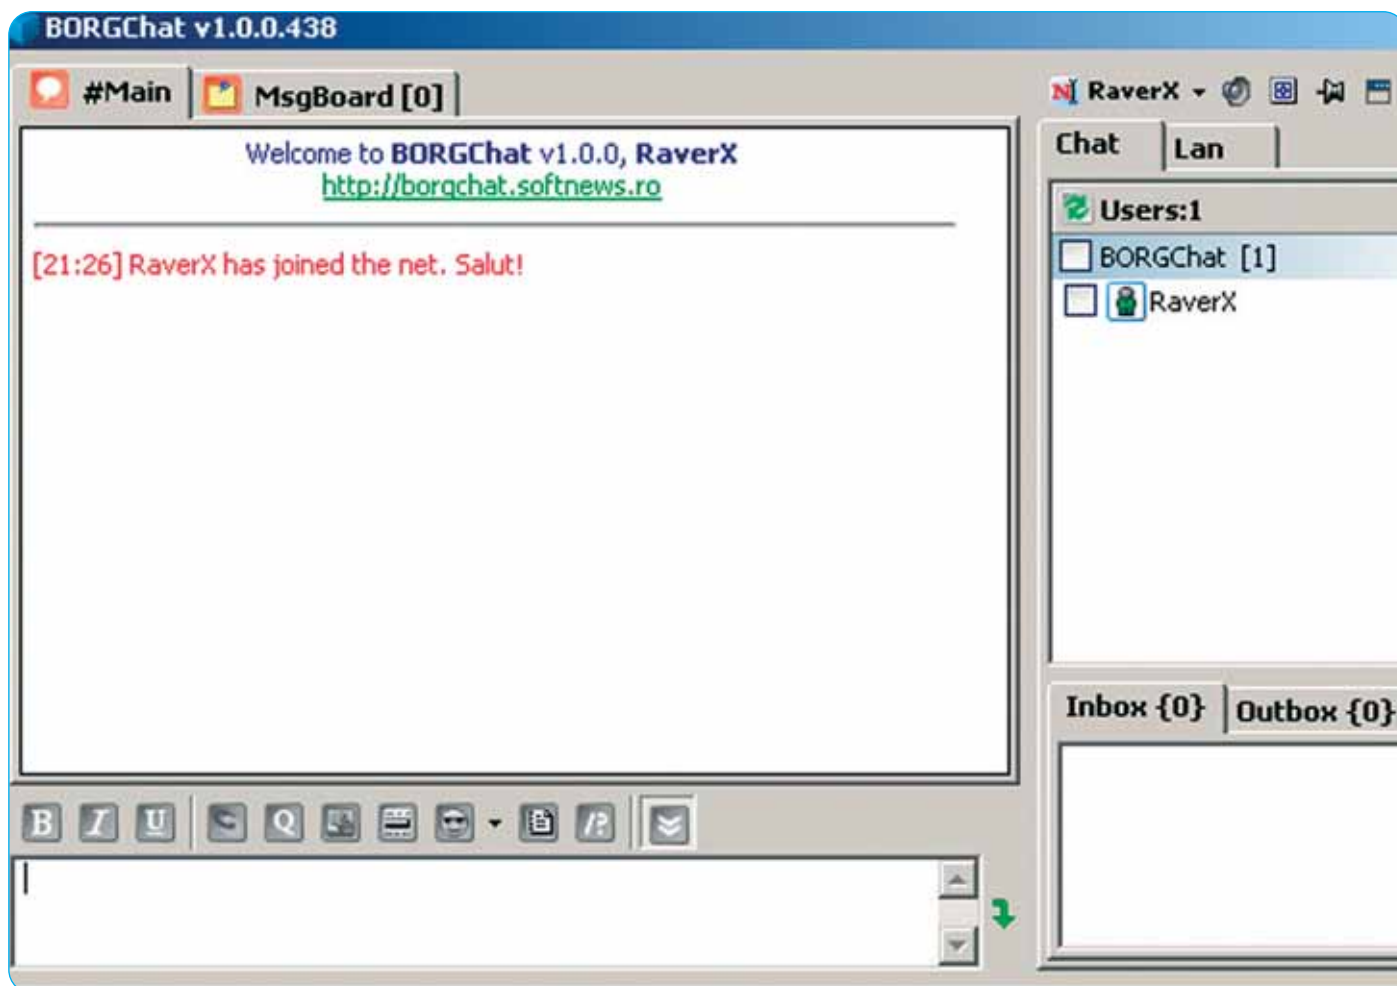 BORGChat v1.0.0.438
#Main
MsgBoard [0]
Welcome to BORGChat v1.0.0, RaverX
http://borgchat.softnews.ro
[21:26] RaverX has joined the net. Salut!
B I U Q /?
RaverX
Chat
Lan
Users:1
BORGChat [1]
RaverX
Inbox {0}
Outbox {0}